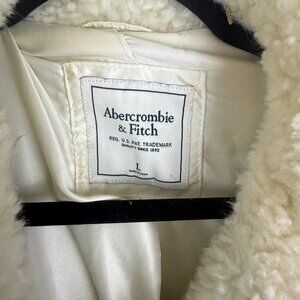 Abercrombie
& Fitch
REG. U.S. PAT. TRADEMARK
QUALITY SINCE 1892
L